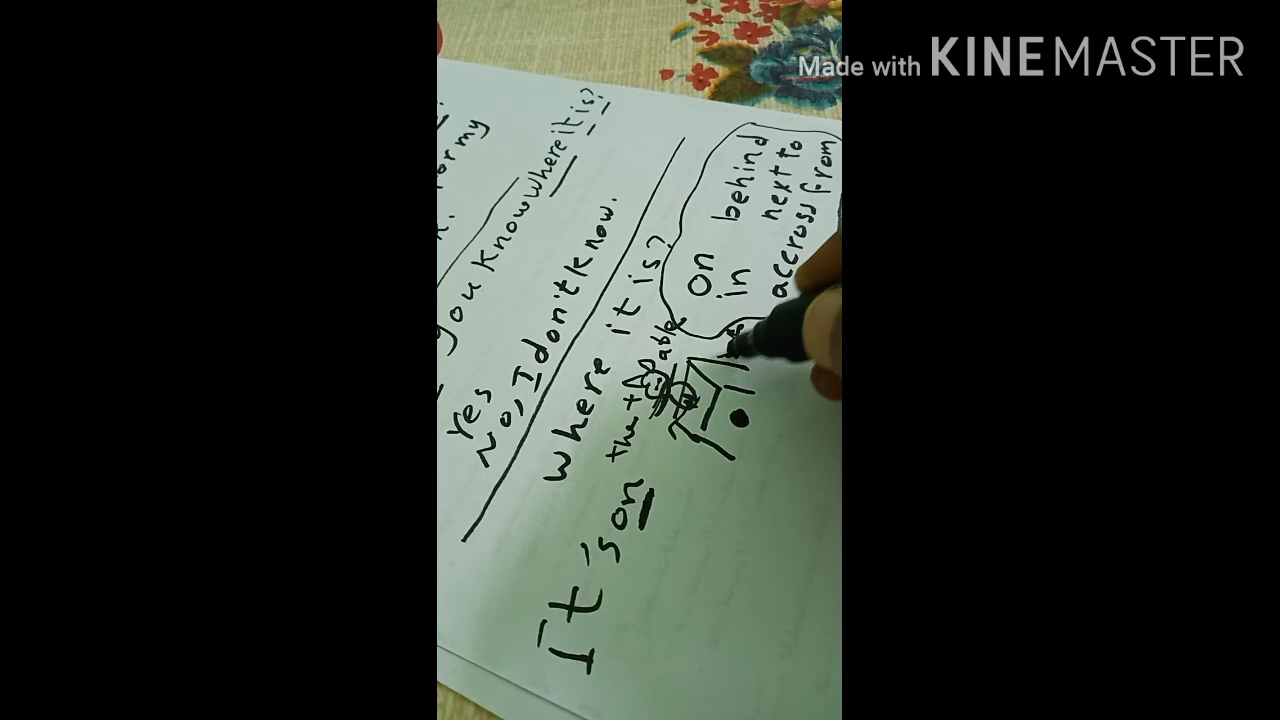 Made with KINEMASTER
for my
you know where it is?
Yes
No, I don't know.
where it is?
It's on the table
on behind
in next to
accross from